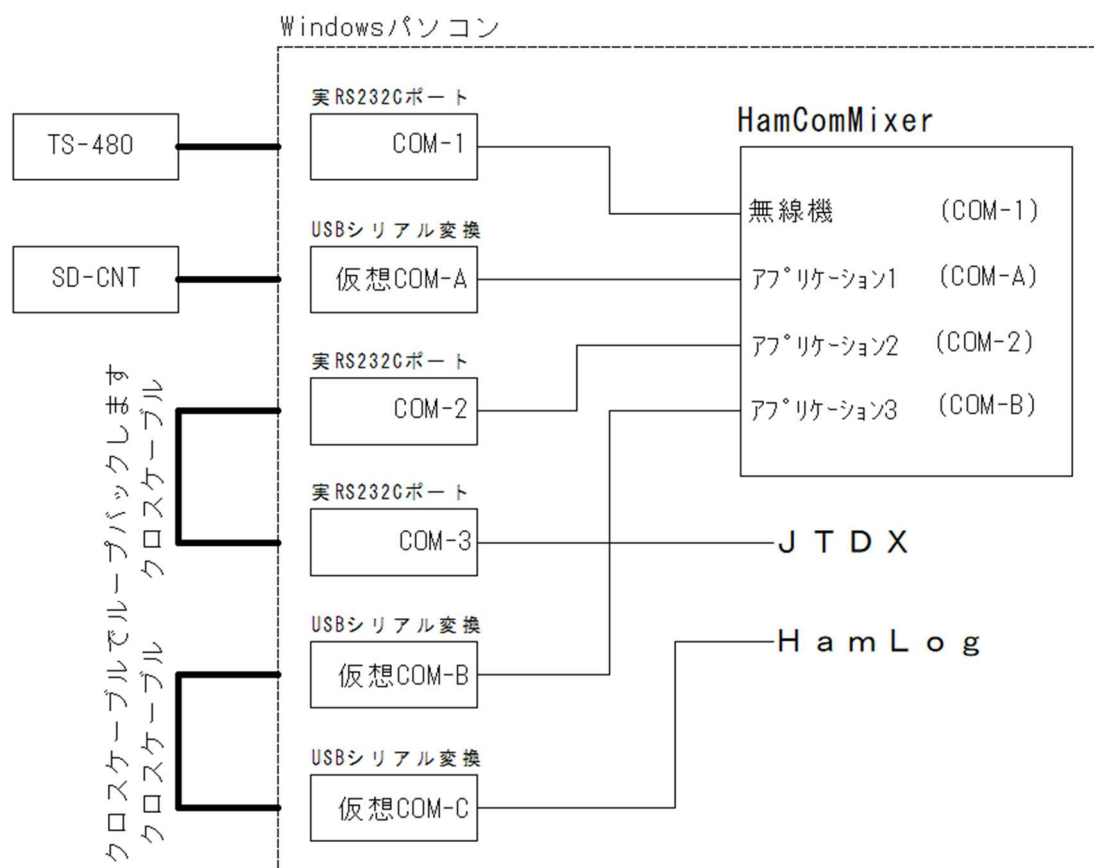 Windowsパソコン
実RS232Cポート
TS-480
COM-1
HamComMixer
無線機 (COM-1)
USBシリアル変換
SD-CNT
仮想COM-A
アプリケーション1 (COM-A)
実RS232Cポート
COM-2
アプリケーション2 (COM-2)
アプリケーション3 (COM-B)
クロスケーブルでループバックします
クロスケーブル
クロスケーブル
実RS232Cポート
COM-3
JTDX
USBシリアル変換
仮想COM-B
HamLog
USBシリアル変換
仮想COM-C